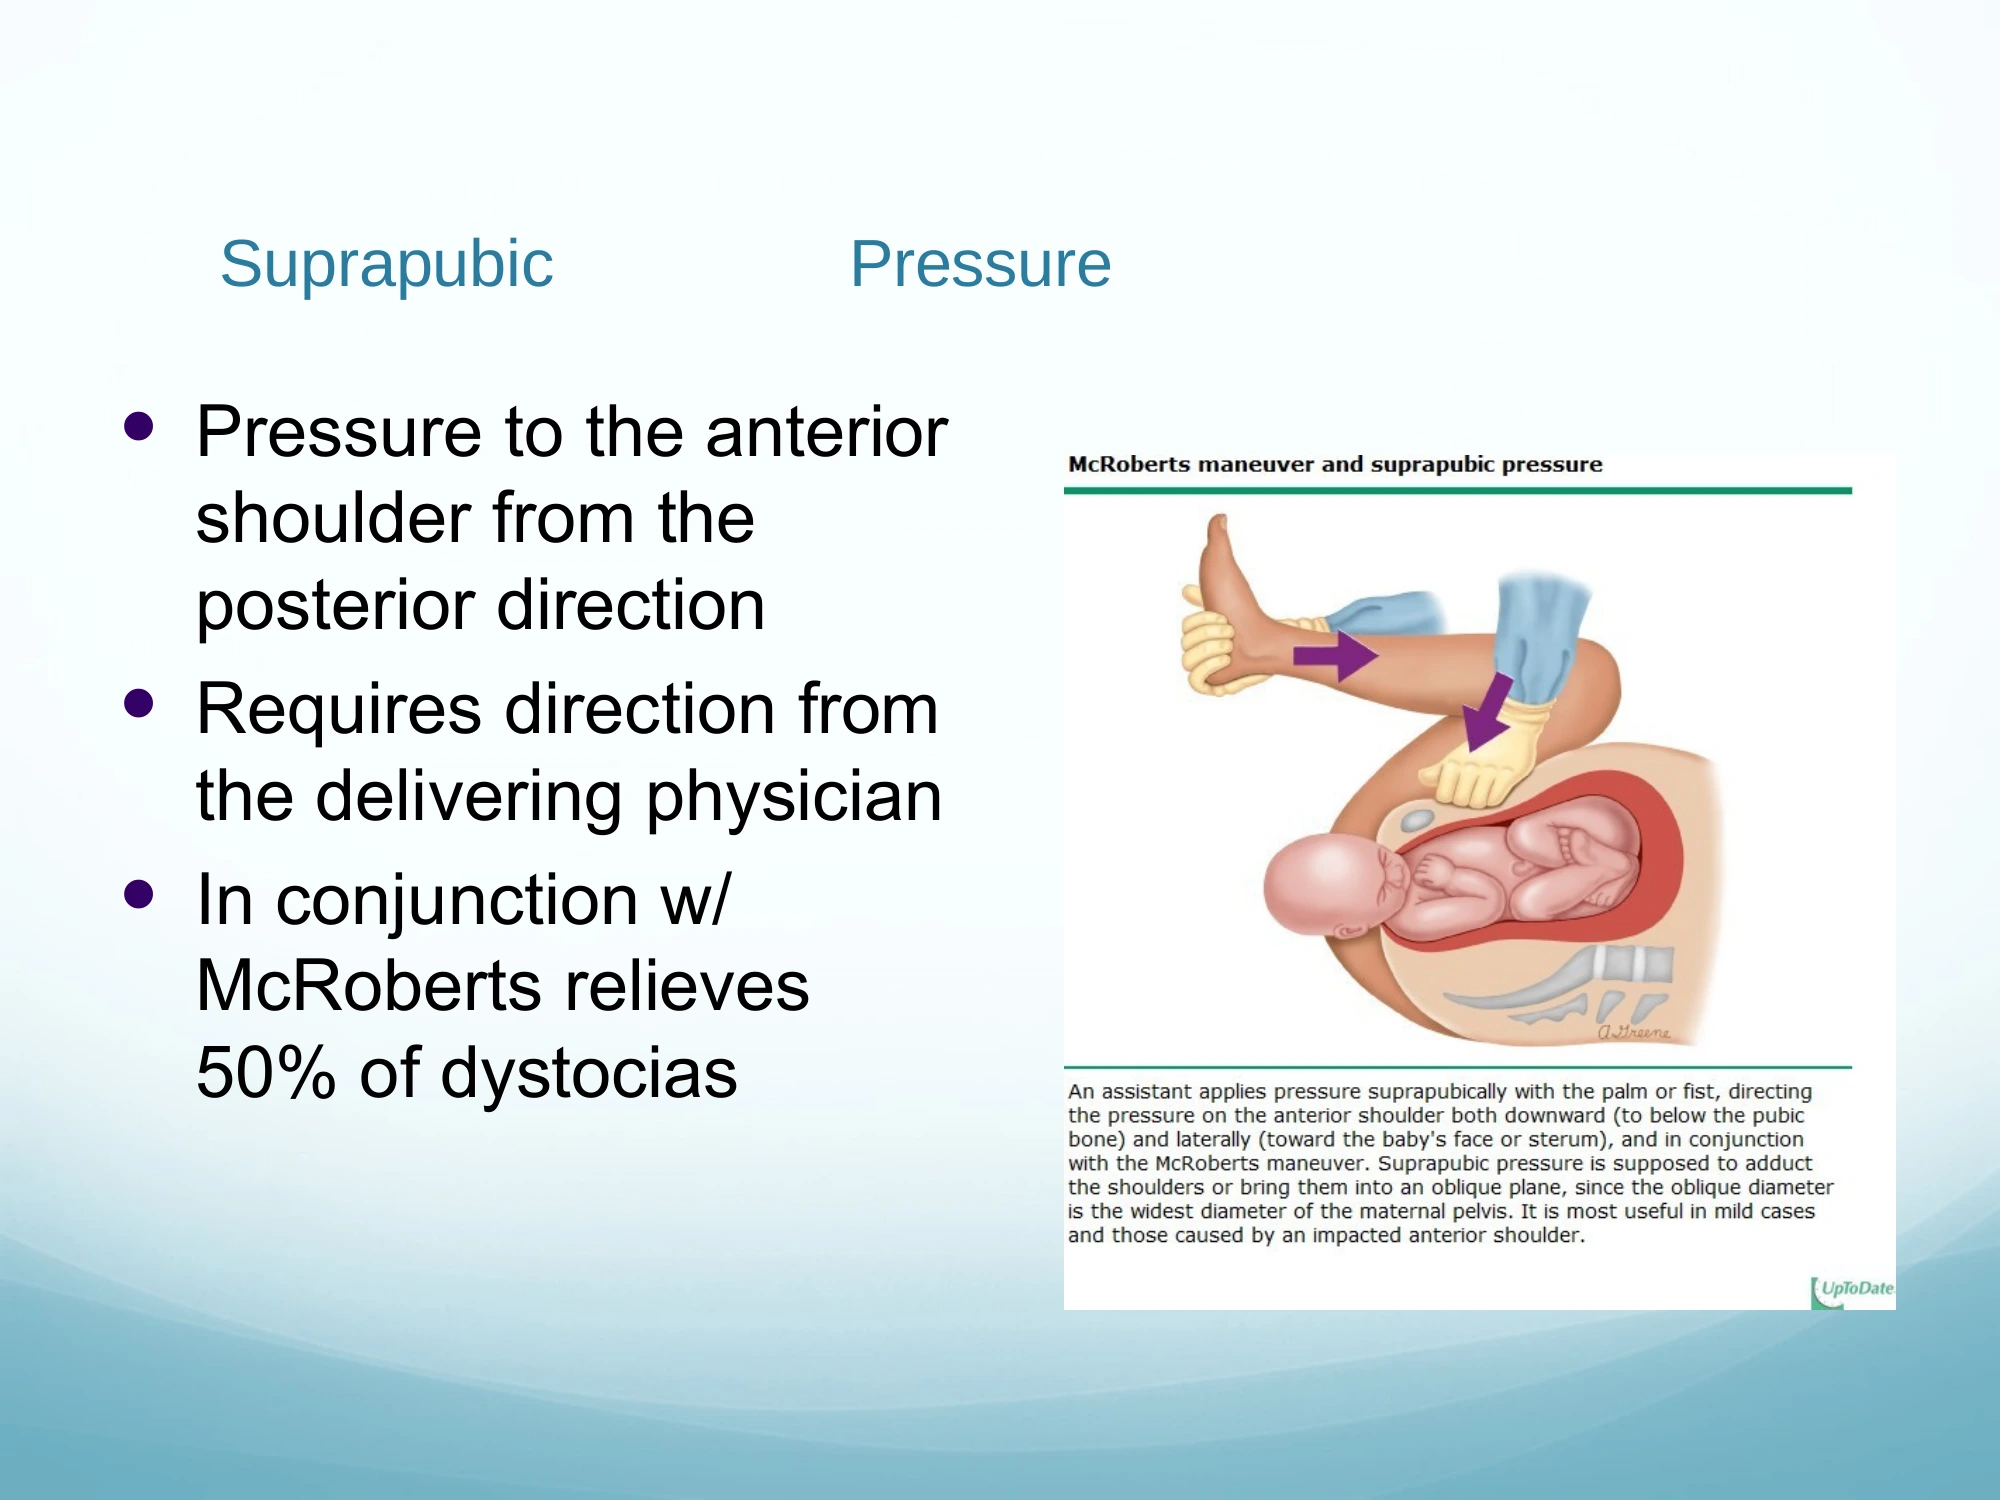 Suprapubic Pressure
• Pressure to the anterior
shoulder from the
posterior direction
• Requires direction from
the delivering physician
• In conjunction w/
McRoberts relieves
50% of dystocias
McRoberts maneuver and suprapubic pressure
A Greene
An assistant applies pressure suprapubically with the palm or fist, directing
the pressure on the anterior shoulder both downward (to below the pubic
bone) and laterally (toward the baby's face or sterum), and in conjunction
with the McRoberts maneuver. Suprapubic pressure is supposed to adduct
the shoulders or bring them into an oblique plane, since the oblique diameter
is the widest diameter of the maternal pelvis. It is most useful in mild cases
and those caused by an impacted anterior shoulder.
UpToDate